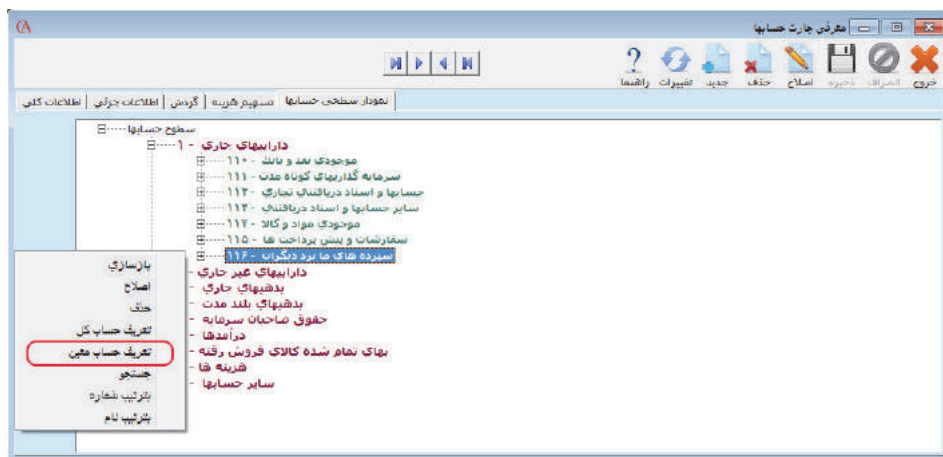 معرفی چارت حسابها
خروج انصراف ذخیره اصلاح حذف جدید تغییرات راهنما
نمودار سطحی حسابها تسهیم هزینه گردش اطلاعات جزئی اطلاعات کلی
سطوح حسابها
داراییهای جاری - ۱
موجودی نقد و بانک - ۱۱۰
سرمایه گذاریهای کوتاه مدت - ۱۱۱
حسابها و اسناد دریافتنی تجاری - ۱۱۲
سایر حسابها و اسناد دریافتنی - ۱۱۳
موجودی مواد و کالا - ۱۱۴
سفارشات و پیش پرداخت ها - ۱۱۵
سپرده های ما نزد دیگران - ۱۱۶
داراییهای غیر جاری -
بدهیهای جاری -
بدهیهای بلند مدت -
حقوق صاحبان سرمایه -
درآمدها -
بهای تمام شده کالای فروش رفته -
هزینه ها -
سایر حسابها -
بازسازی
اصلاح
حذف
تعریف حساب کل
تعریف حساب معین
جستجو
بترتیب شماره
بترتیب نام